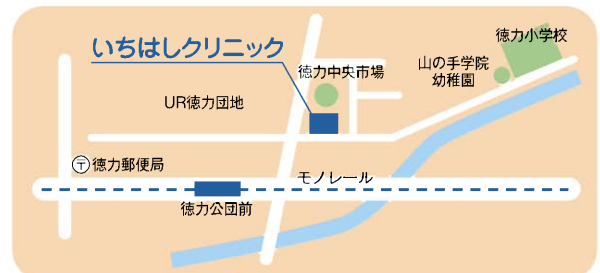 いちはしクリニック
徳力小学校
徳力中央市場
山の手学院
幼稚園
UR徳力団地
〒徳力郵便局
モノレール
徳力公団前